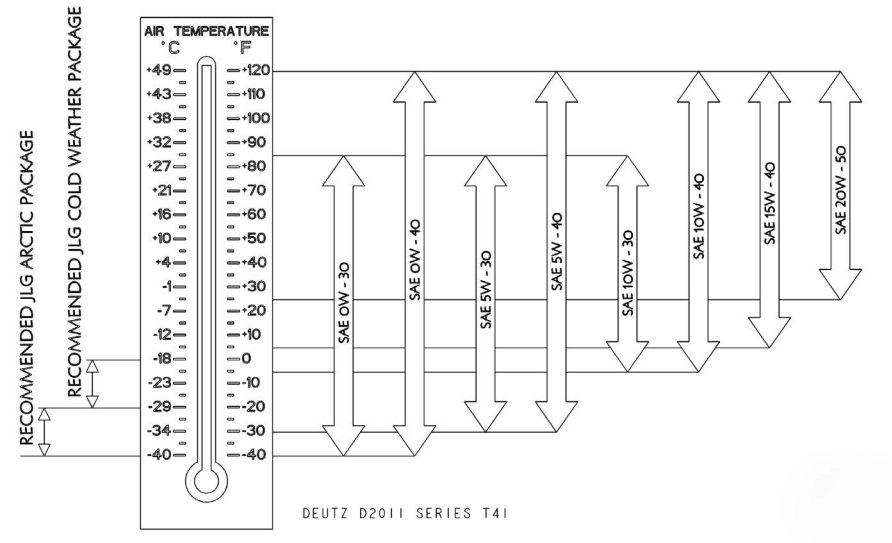 RECOMMENDED JLG ARCTIC PACKAGE
RECOMMENDED JLG COLD WEATHER PACKAGE
AIR TEMPERATURE
°C °F
+49 +120
+43 +110
+38 +100
+32 +90
+27 +80
+21 +70
+16 +60
+10 +50
+4 +40
-1 +30
-7 +20
-12 +10
-18 0
-23 -10
-29 -20
-34 -30
-40 -40
SAE 0W - 30
SAE 0W - 40
SAE 5W - 30
SAE 5W - 40
SAE 10W - 30
SAE 10W - 40
SAE 15W - 40
SAE 20W - 50
DEUTZ D2011 SERIES T4I